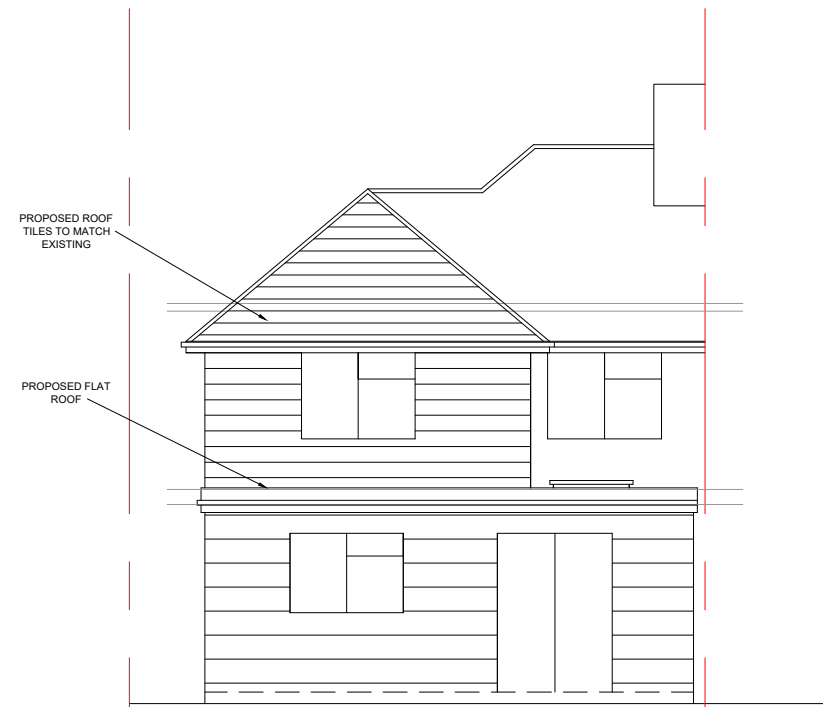 PROPOSED ROOF
TILES TO MATCH
EXISTING
PROPOSED FLAT
ROOF